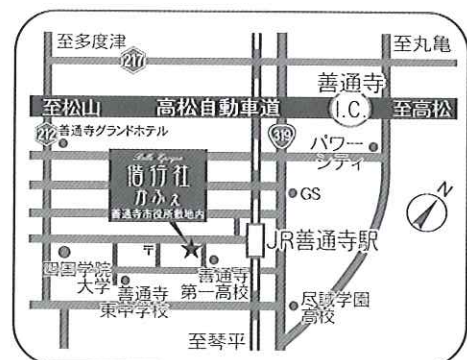 至多度津
至丸亀
217
善通寺
I.C.
至松山
高松自動車道
至高松
212
善通寺グランドホテル
319
パワー
シティ
Belle Epoque
偕行社
かふぇ
善通寺市役所敷地内
GS
〒
JR善通寺駅
四国学院
大学
善通寺
第一高校
善通寺
東中学校
尽誠学園
高校
至琴平